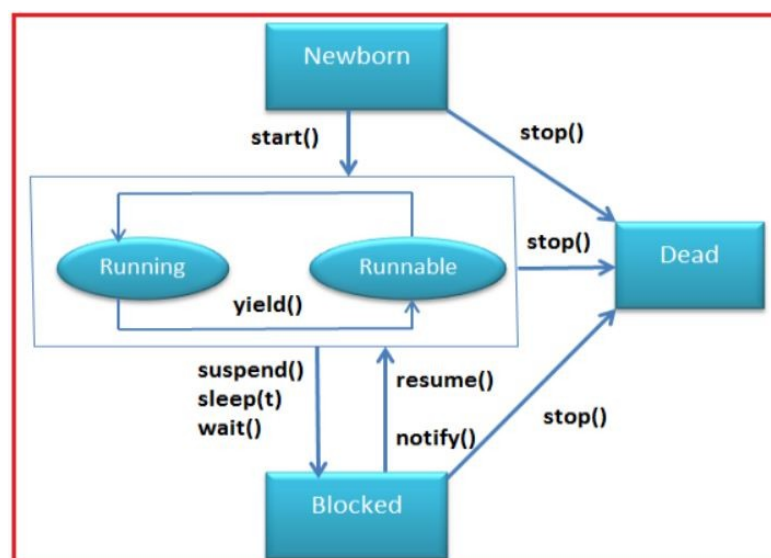 Newborn
start()
stop()
Running
Runnable
yield()
stop()
Dead
suspend()
sleep(t)
wait()
resume()
notify()
stop()
Blocked